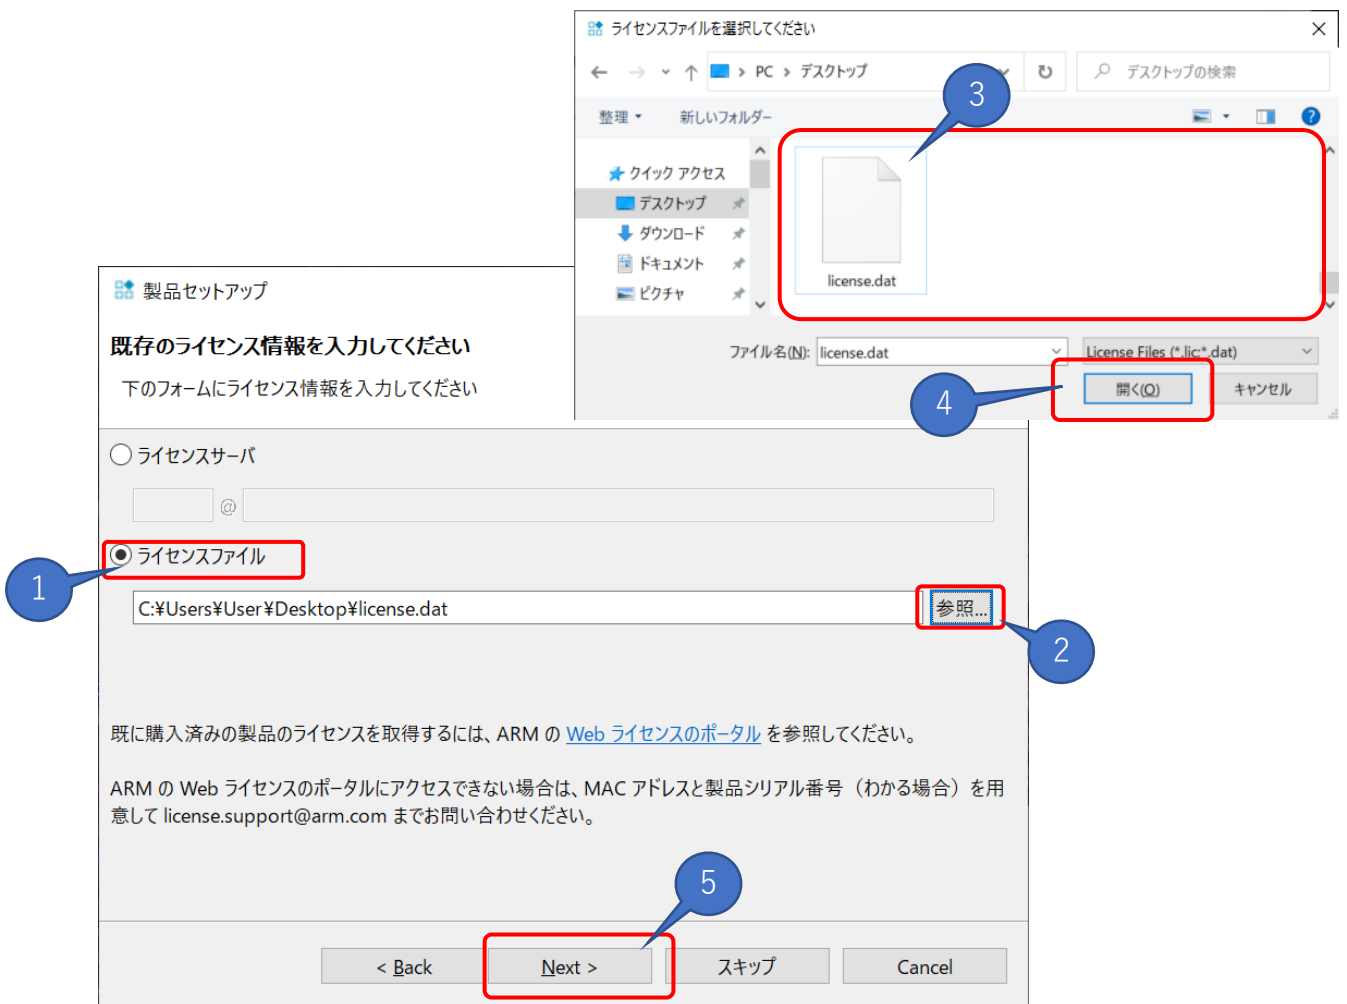 ライセンスファイルを選択してください
PC › デスクトップ
デスクトップの検索
3
整理
新しいフォルダー
クイック アクセス
デスクトップ
ダウンロード
ドキュメント
ピクチャ
license.dat
ファイル名(N):
license.dat
License Files (*.lic;*.dat)
4
開く(O)
キャンセル
製品セットアップ
既存のライセンス情報を入力してください
下のフォームにライセンス情報を入力してください
ライセンスサーバ
@
1
ライセンスファイル
C:¥Users¥User¥Desktop¥license.dat
参照...
2
既に購入済みの製品のライセンスを取得するには、ARM の Web ライセンスのポータル を参照してください。
ARM の Web ライセンスのポータルにアクセスできない場合は、MAC アドレスと製品シリアル番号（わかる場合）を用
意して license.support@arm.com までお問い合わせください。
5
< Back
Next >
スキップ
Cancel